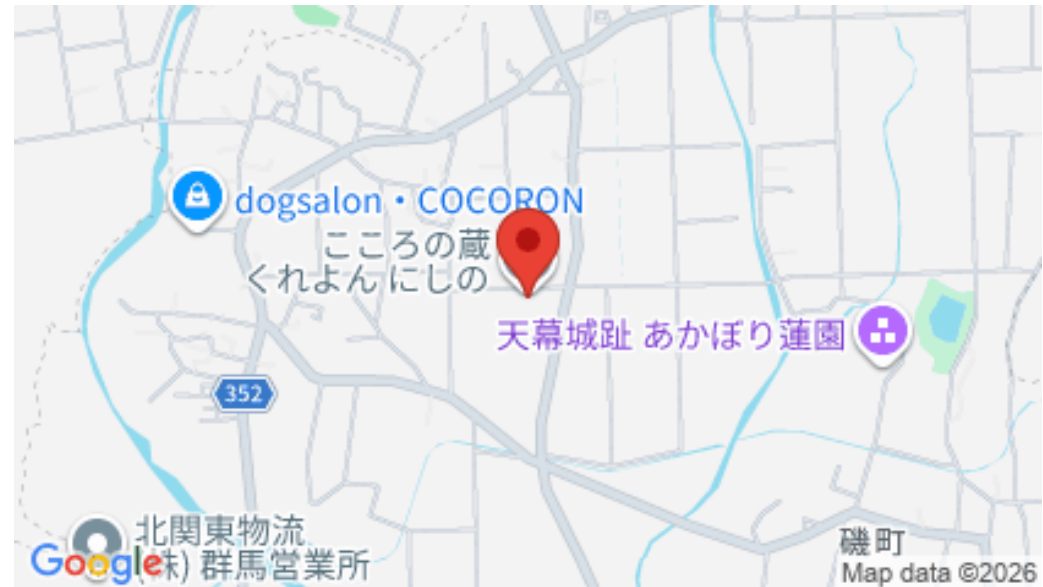 dogsalon・COCORON
こころの蔵
くれよん にしの
天幕城趾 あかぼり蓮園
352
北関東物流
(株) 群馬営業所
Google
磯町
Map data ©2026